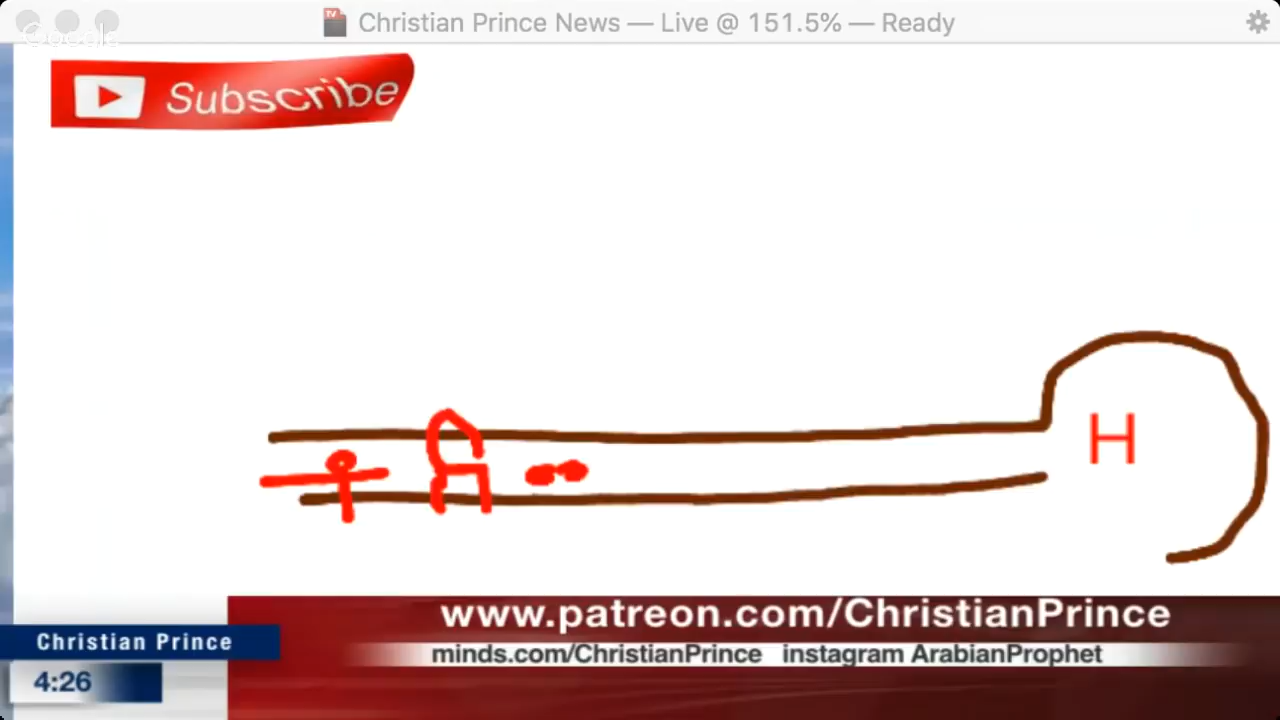 Christian Prince News — Live @ 151.5% — Ready
Google
Subscribe
H
www.patreon.com/ChristianPrince
Christian Prince
minds.com/ChristianPrince instagram ArabianProphet
4:26